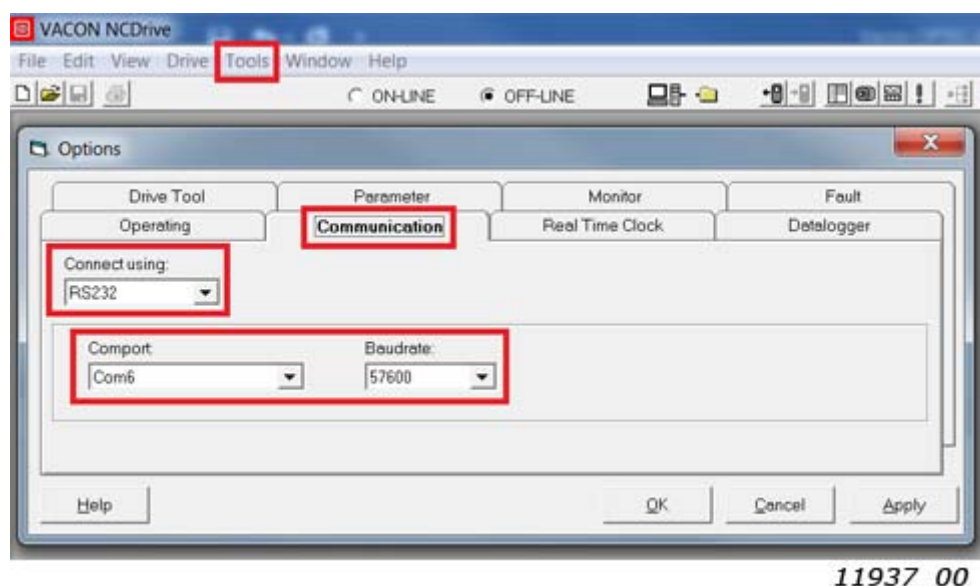 VACON NCDrive
File Edit View Drive Tools Window Help
ON-LINE OFF-LINE
Options
Drive Tool Parameter Monitor Fault
Operating Communication Real Time Clock Datalogger
Connect using:
RS232
Comport: Baudrate:
Com6 57600
Help OK Cancel Apply
11937_00